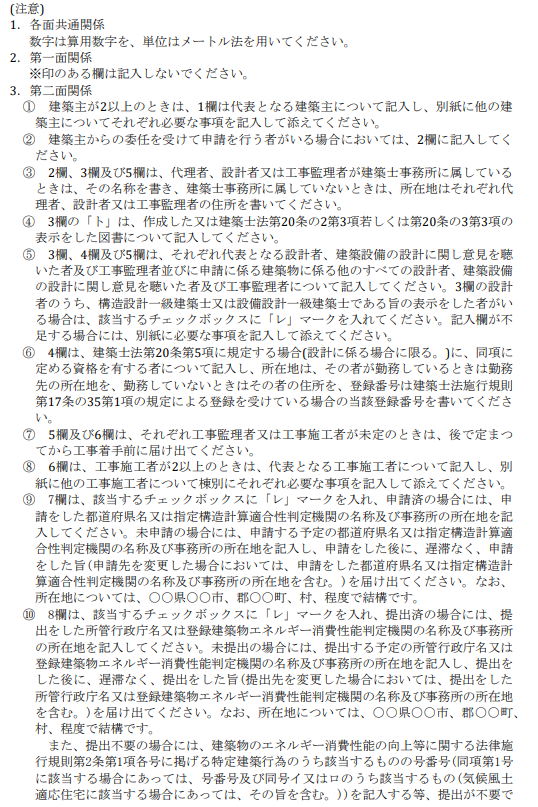 (注意)
1．各面共通関係
数字は算用数字を、単位はメートル法を用いてください。
2．第一面関係
※印のある欄は記入しないでください。
3．第二面関係
① 建築主が2以上のときは、1欄は代表となる建築主について記入し、別紙に他の建
築主についてそれぞれ必要な事項を記入して添えてください。
② 建築主からの委任を受けて申請を行う者がいる場合においては、2欄に記入してく
ださい。
③ 2欄、3欄及び5欄は、代理者、設計者又は工事監理者が建築士事務所に属している
ときは、その名称を書き、建築士事務所に属していないときは、所在地はそれぞれ代
理者、設計者又は工事監理者の住所を書いてください。
④ 3欄の「ト」は、作成した又は建築士法第20条の2第3項若しくは第20条の3第3項の
表示をした図書について記入してください。
⑤ 3欄、4欄及び5欄は、それぞれ代表となる設計者、建築設備の設計に関し意見を聴
いた者及び工事監理者並びに申請に係る建築物に係る他のすべての設計者、建築設備
の設計に関し意見を聴いた者及び工事監理者について記入してください。3欄の設計
者のうち、構造設計一級建築士又は設備設計一級建築士である旨の表示をした者がい
る場合は、該当するチェックボックスに「レ」マークを入れてください。記入欄が不
足する場合には、別紙に必要な事項を記入して添えてください。
⑥ 4欄は、建築士法第20条第5項に規定する場合(設計に係る場合に限る。)に、同項に
定める資格を有する者について記入し、所在地は、その者が勤務しているときは勤務
先の所在地を、勤務していないときはその者の住所を、登録番号は建築士法施行規則
第17条の35第1項の規定による登録を受けている場合の当該登録番号を書いてくださ
い。
⑦ 5欄及び6欄は、それぞれ工事監理者又は工事施工者が未定のときは、後で定まつ
てから工事着手前に届け出てください。
⑧ 6欄は、工事施工者が2以上のときは、代表となる工事施工者について記入し、別
紙に他の工事施工者について棟別にそれぞれ必要な事項を記入して添えてください。
⑨ 7欄は、該当するチェックボックスに「レ」マークを入れ、申請済の場合には、申
請をした都道府県名又は指定構造計算適合性判定機関の名称及び事務所の所在地を記
入してください。未申請の場合には、申請する予定の都道府県名又は指定構造計算適
合性判定機関の名称及び事務所の所在地を記入し、申請をした後に、遅滞なく、申請
をした旨(申請先を変更した場合においては、申請をした都道府県名又は指定構造計
算適合性判定機関の名称及び事務所の所在地を含む。)を届け出てください。なお、
所在地については、○○県○○市、郡○○町、村、程度で結構です。
⑩ 8欄は、該当するチェックボックスに「レ」マークを入れ、提出済の場合には、提
出をした所管行政庁名又は登録建築物エネルギー消費性能判定機関の名称及び事務所
の所在地を記入してください。未提出の場合には、提出する予定の所管行政庁名又は
登録建築物エネルギー消費性能判定機関の名称及び事務所の所在地を記入し、提出を
した後に、遅滞なく、提出をした旨(提出先を変更した場合においては、提出をした
所管行政庁名又は登録建築物エネルギー消費性能判定機関の名称及び事務所の所在地
を含む。)を届け出てください。なお、所在地については、○○県○○市、郡○○町、
村、程度で結構です。
また、提出不要の場合には、建築物のエネルギー消費性能の向上等に関する法律施
行規則第2条第1項各号に掲げる特定建築行為のうち該当するものの号番号(同項第1号
に該当する場合にあっては、号番号及び同号イ又はロのうち該当するもの(気候風土
適応住宅に該当する場合にあっては、その旨を含む。))を記入する等、提出が不要で